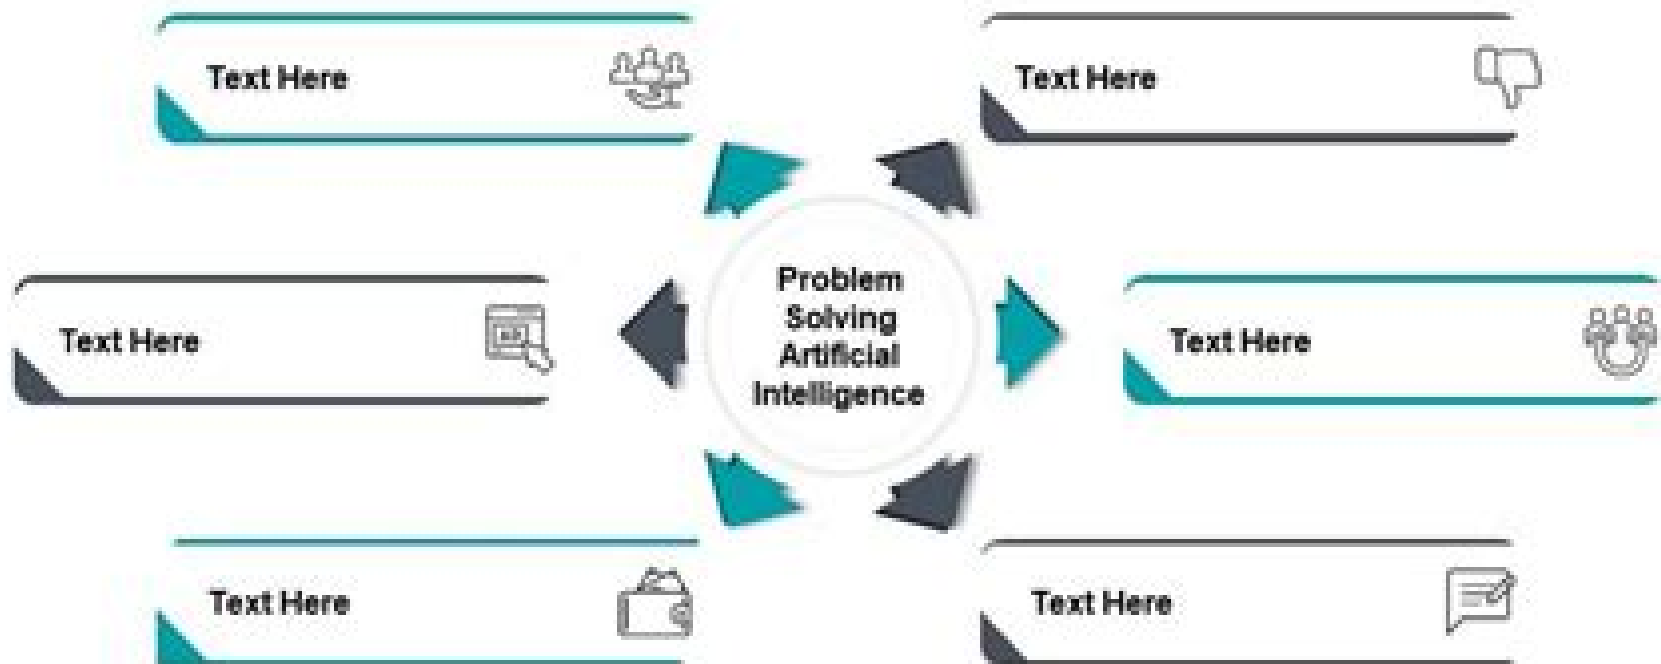 Text Here
Text Here
Text Here
Problem
Solving
Artificial
Intelligence
Text Here
Text Here
Text Here